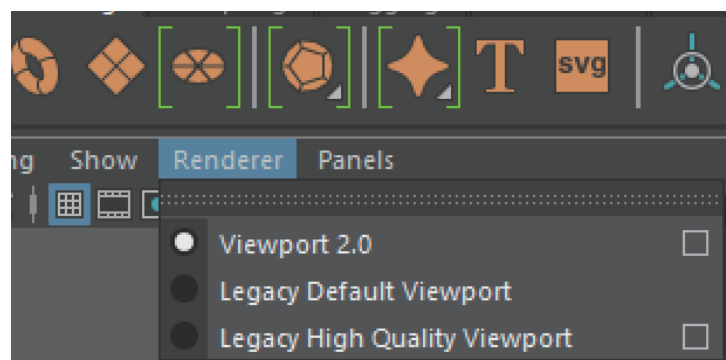 T svg
ng Show Renderer Panels
Viewport 2.0
Legacy Default Viewport
Legacy High Quality Viewport